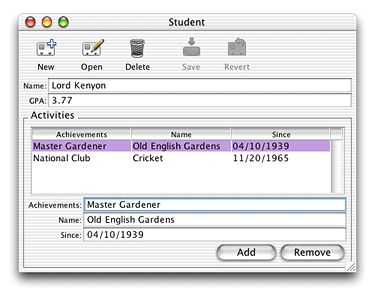 Student
New Open Delete Save Revert
Name: Lord Kenyon
GPA: 3.77
Activities
Achievements Name Since
Master Gardener Old English Gardens 04/10/1939
National Club Cricket 11/20/1965
Achievements: Master Gardener
Name: Old English Gardens
Since: 04/10/1939
Add Remove